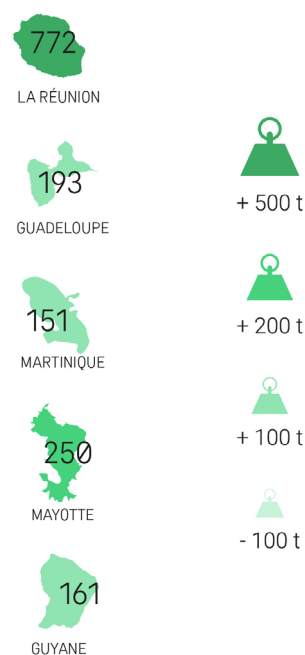 772
LA RÉUNION
193
GUADELOUPE
151
MARTINIQUE
250
MAYOTTE
161
GUYANE
+ 500 t
+ 200 t
+ 100 t
- 100 t